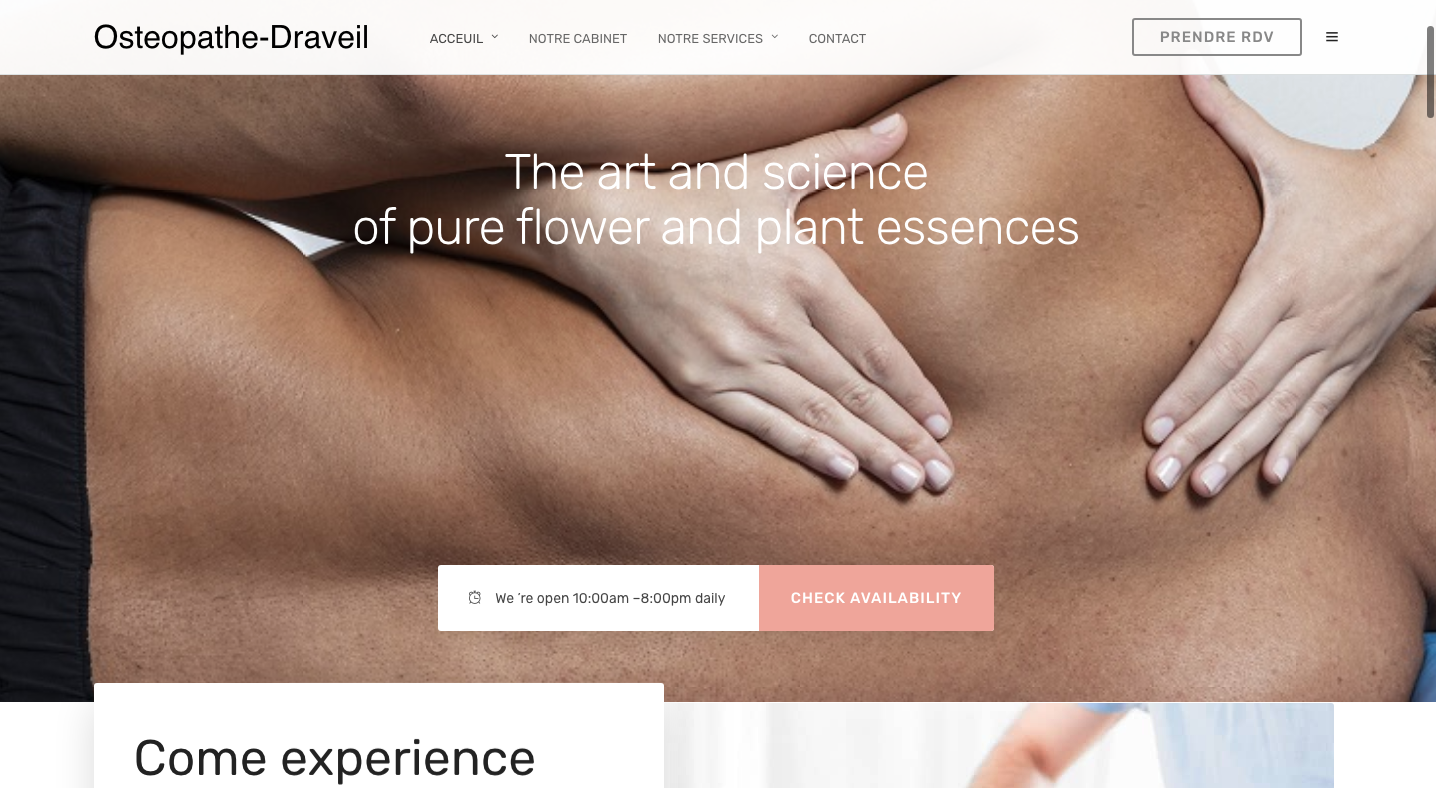 Osteopathe-Draveil
ACCEUIL
NOTRE CABINET
NOTRE SERVICES
CONTACT
PRENDRE RDV
The art and science
of pure flower and plant essences
We ’re open 10:00am –8:00pm daily
CHECK AVAILABILITY
Come experience